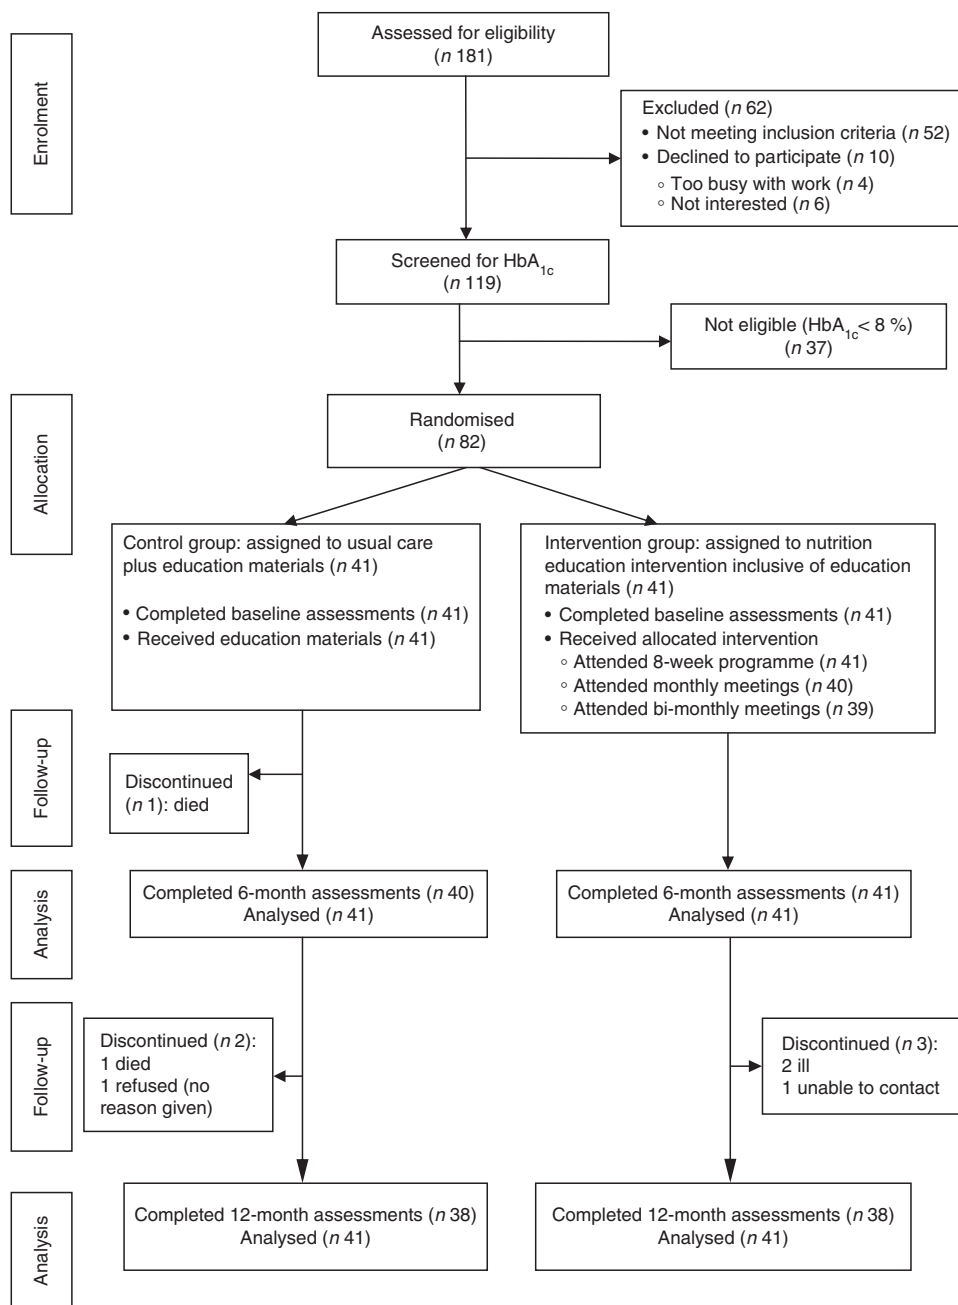 Enrolment
Assessed for eligibility
(n 181)
Excluded (n 62)
• Not meeting inclusion criteria (n 52)
• Declined to participate (n 10)
◦ Too busy with work (n 4)
◦ Not interested (n 6)
Screened for HbA1c
(n 119)
Not eligible (HbA1c< 8 %)
(n 37)
Allocation
Randomised
(n 82)
Control group: assigned to usual care
plus education materials (n 41)
• Completed baseline assessments (n 41)
• Received education materials (n 41)
Intervention group: assigned to nutrition
education intervention inclusive of education
materials (n 41)
• Completed baseline assessments (n 41)
• Received allocated intervention
◦ Attended 8-week programme (n 41)
◦ Attended monthly meetings (n 40)
◦ Attended bi-monthly meetings (n 39)
Follow-up
Discontinued
(n 1): died
Analysis
Completed 6-month assessments (n 40)
Analysed (n 41)
Completed 6-month assessments (n 41)
Analysed (n 41)
Follow-up
Discontinued (n 2):
1 died
1 refused (no
reason given)
Discontinued (n 3):
2 ill
1 unable to contact
Analysis
Completed 12-month assessments (n 38)
Analysed (n 41)
Completed 12-month assessments (n 38)
Analysed (n 41)